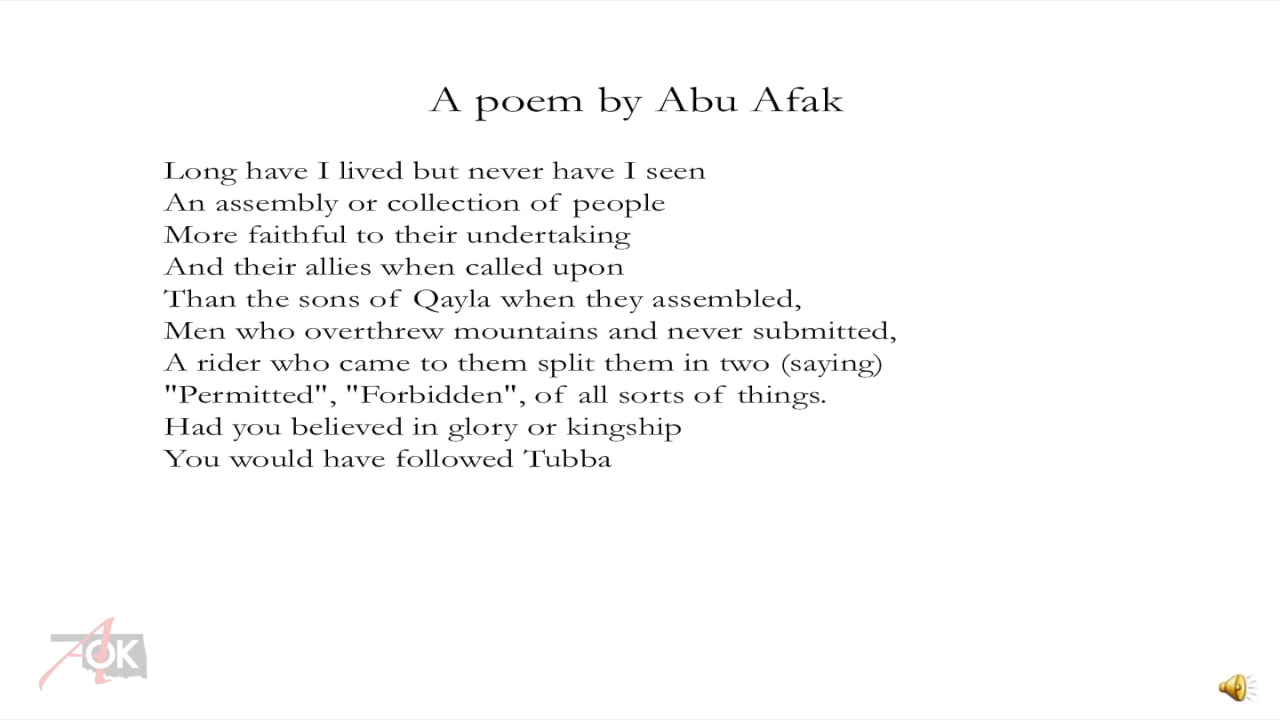 A poem by Abu Afak
Long have I lived but never have I seen
An assembly or collection of people
More faithful to their undertaking
And their allies when called upon
Than the sons of Qayla when they assembled,
Men who overthrew mountains and never submitted,
A rider who came to them split them in two (saying)
"Permitted", "Forbidden", of all sorts of things.
Had you believed in glory or kingship
You would have followed Tubba
AOK